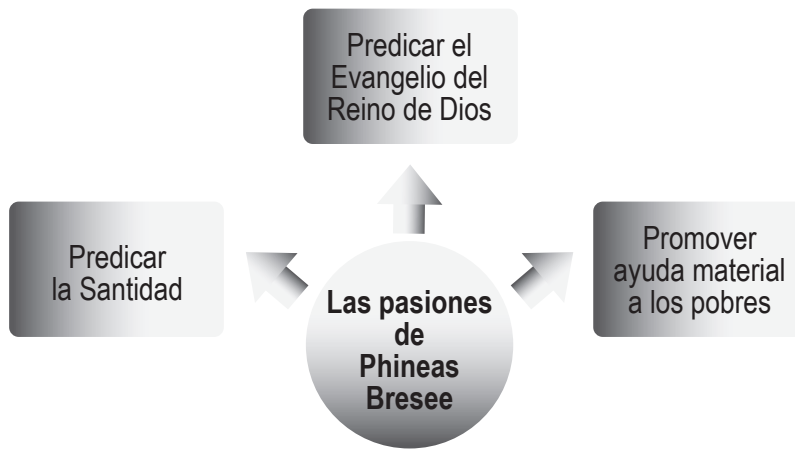 Predicar el
Evangelio del
Reino de Dios
Predicar
la Santidad
Promover
ayuda material
a los pobres
Las pasiones
de
Phineas
Bresee